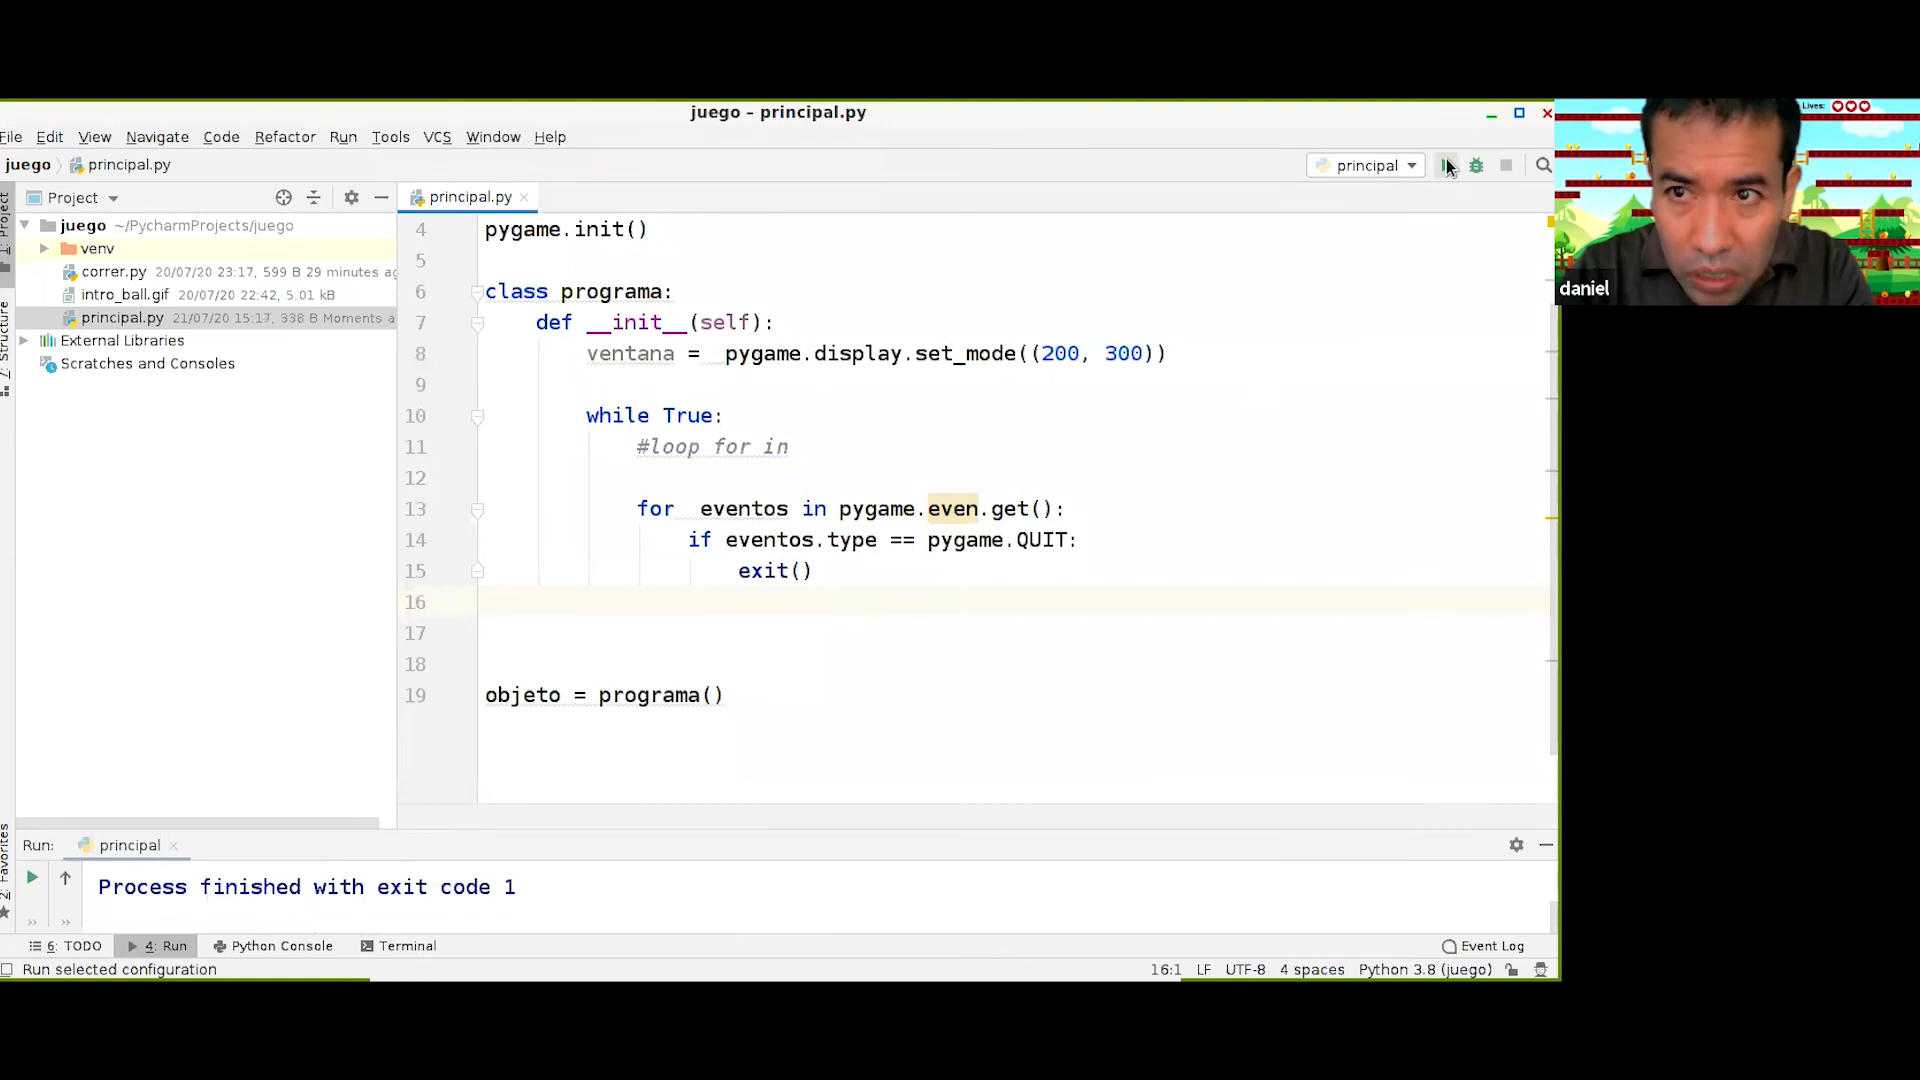 juego – principal.py
File Edit View Navigate Code Refactor Run Tools VCS Window Help
juego principal.py
principal
Lives:
daniel
Project
principal.py
1: Project
juego ~/PycharmProjects/juego
venv
correr.py 20/07/20 23:17, 599 B 29 minutes ag
intro_ball.gif 20/07/20 22:42, 5.01 kB
principal.py 21/07/20 15:17, 338 B Moments a
External Libraries
Scratches and Consoles
7: Structure
4 pygame.init()
5
6 class programa:
7 def __init__(self):
8 ventana = pygame.display.set_mode((200, 300))
9
10 while True:
11 #loop for in
12
13 for eventos in pygame.even.get():
14 if eventos.type == pygame.QUIT:
15 exit()
16
17
18
19 objeto = programa()
2: Favorites
Run: principal
Process finished with exit code 1
6: TODO 4: Run Python Console Terminal Event Log
Run selected configuration 16:1 LF UTF-8 4 spaces Python 3.8 (juego)